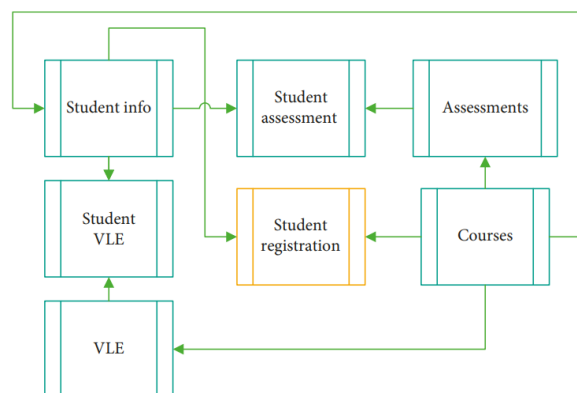 Student info
Student
assessment
Assessments
Student
VLE
Student
registration
Courses
VLE